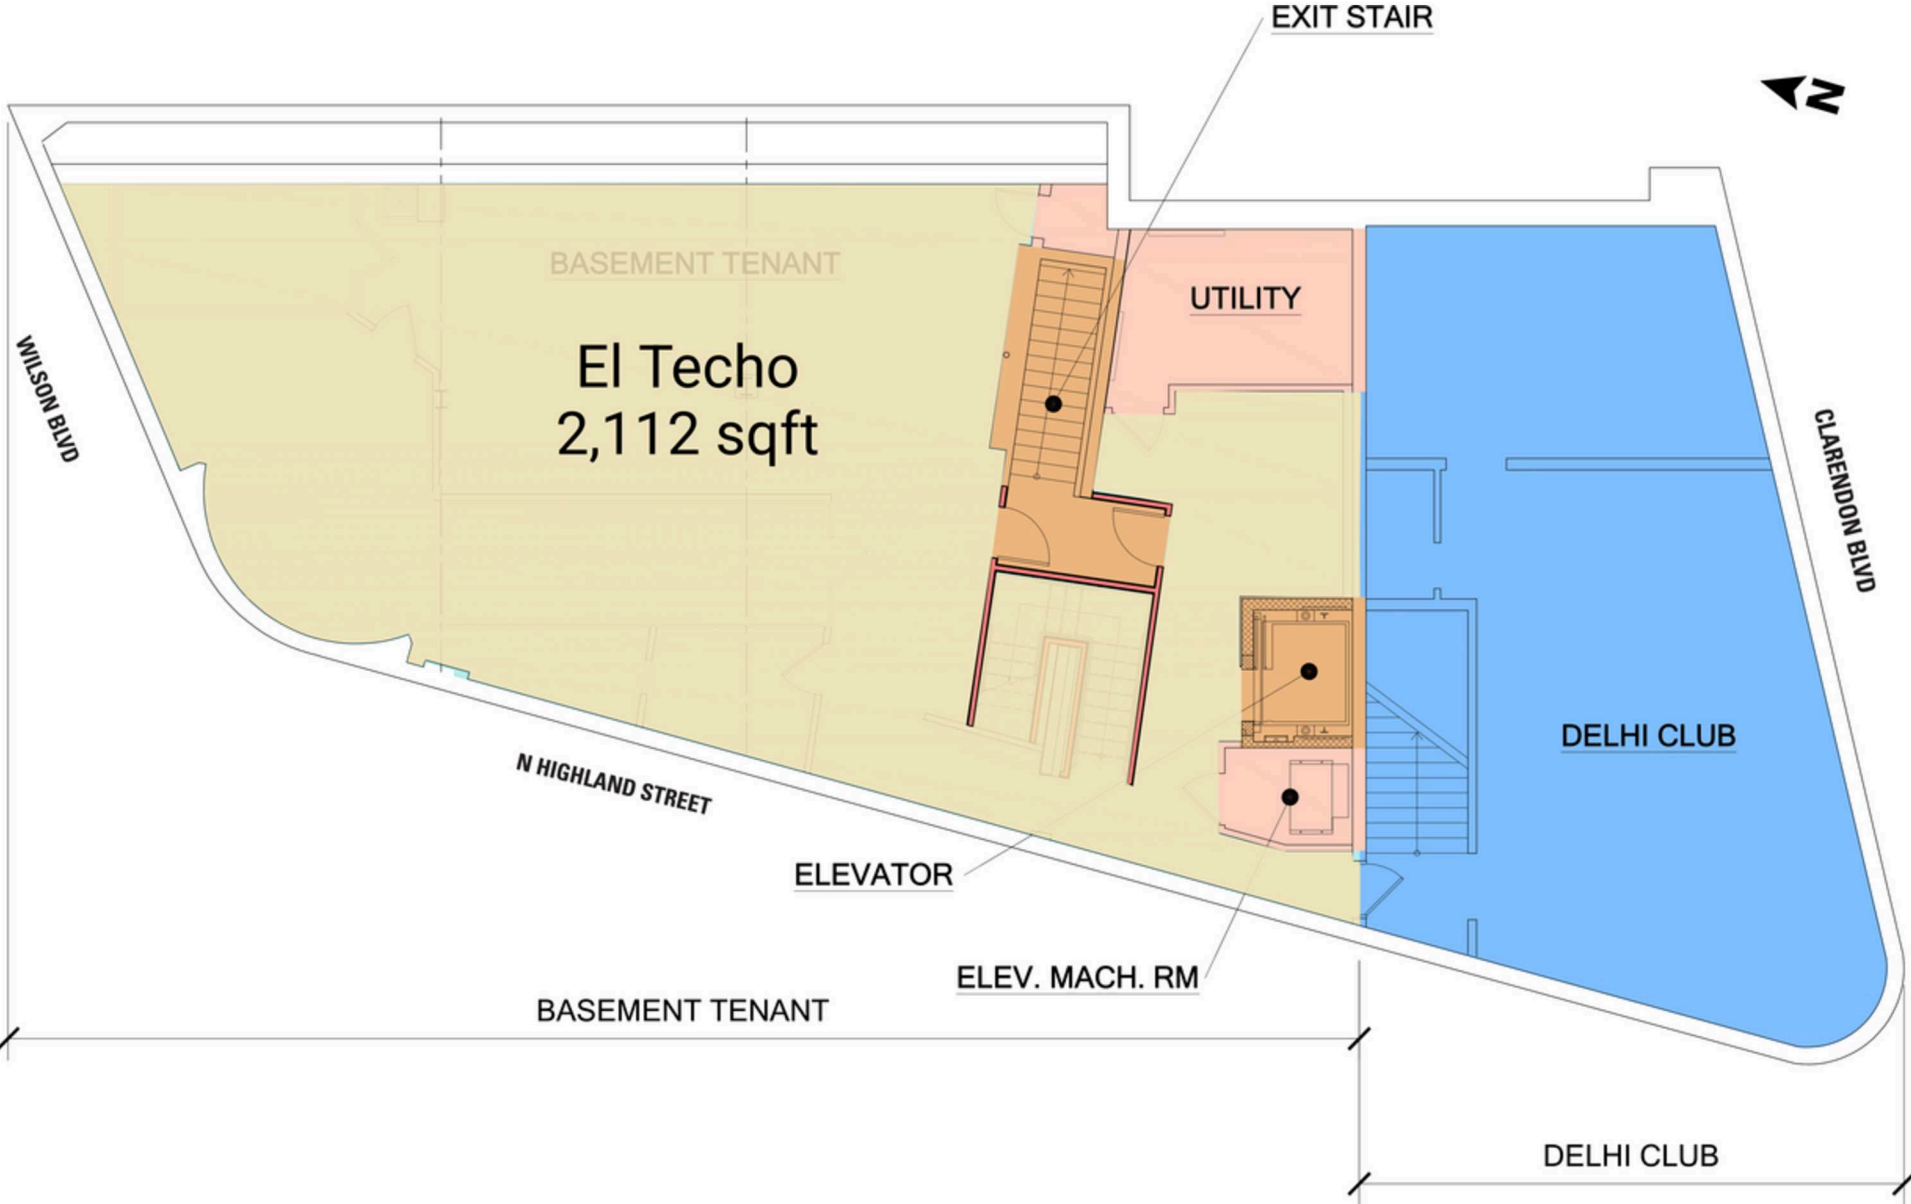 EXIT STAIR
N
BASEMENT TENANT
UTILITY
El Techo
2,112 sqft
WILSON BLVD
CLARENDON BLVD
DELHI CLUB
N HIGHLAND STREET
ELEVATOR
ELEV. MACH. RM
BASEMENT TENANT
DELHI CLUB